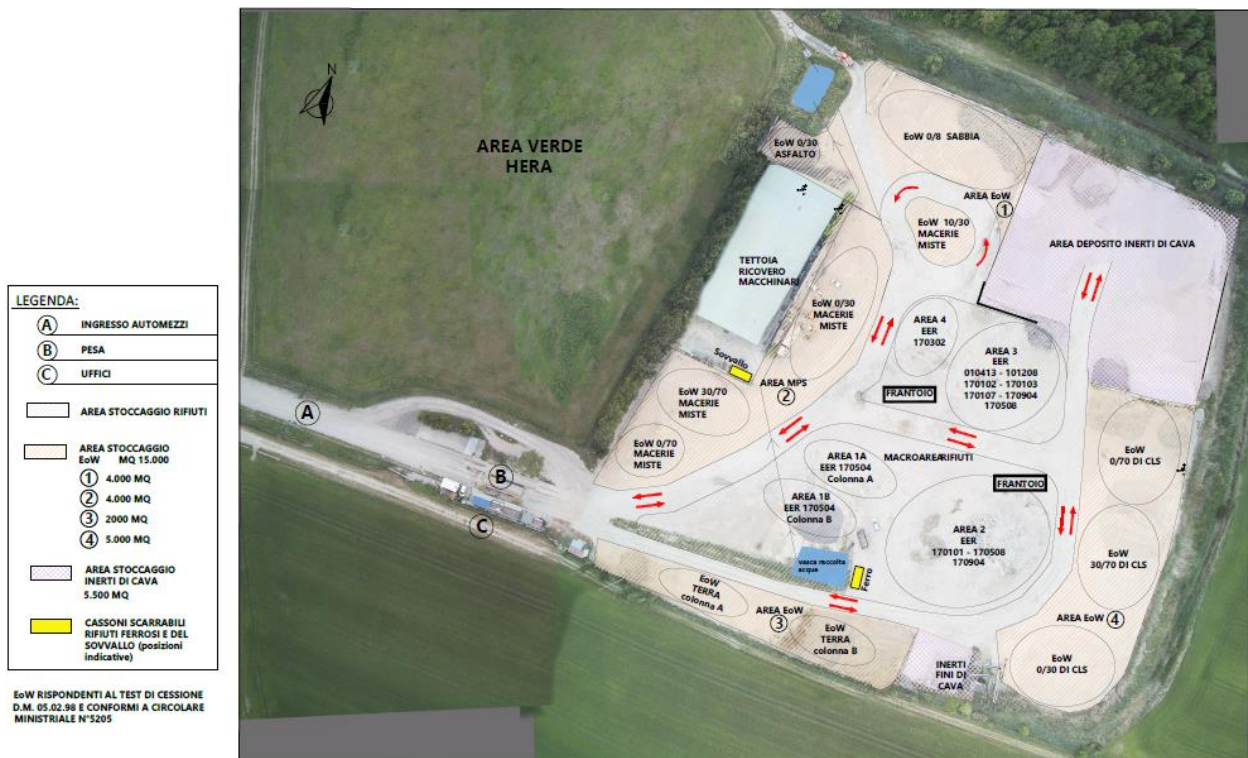 N
AREA VERDE
HERA
EoW 0/30
ASFALTO
EoW 0/8 SABBIA
AREA EoW
1
EoW 10/30
MACERIE
MISTE
AREA DEPOSITO INERTI DI CAVA
TETTOIA
RICOVERO
MACCHINARI
EoW 0/30
MACERIE
MISTE
AREA 4
EER
170302
AREA 3
EER
010413 - 101208
170102 - 170103
170107 - 170904
170508
Sovvallo
AREA MPS
2
FRANTOIO
EoW 30/70
MACERIE
MISTE
EoW 0/70
MACERIE
MISTE
AREA 1A
EER 170504
Colonna A
MACROAREA RIFIUTI
FRANTOIO
EoW
0/70 DI CLS
AREA 1B
EER 170504
Colonna B
AREA 2
EER
170101 - 170508
170904
EoW
30/70 DI CLS
vasca raccolta
acque
Ferro
EoW
TERRA
colonna A
AREA EoW
3
EoW
TERRA
colonna B
AREA EoW
4
INERTI
FINI DI
CAVA
EoW
0/30 DI CLS
A
B
C
LEGENDA:
A INGRESSO AUTOMEZZI
B PESA
C UFFICI
AREA STOCCAGGIO RIFIUTI
AREA STOCCAGGIO
EoW MQ 15.000
1 4.000 MQ
2 4.000 MQ
3 2000 MQ
4 5.000 MQ
AREA STOCCAGGIO
INERTI DI CAVA
5.500 MQ
CASSONI SCARRABILI
RIFIUTI FERROSI E DEL
SOVVALLO (posizioni
indicative)
EoW RISPONDENTI AL TEST DI CESSIONE
D.M. 05.02.98 E CONFORMI A CIRCOLARE
MINISTRIALE N°5205